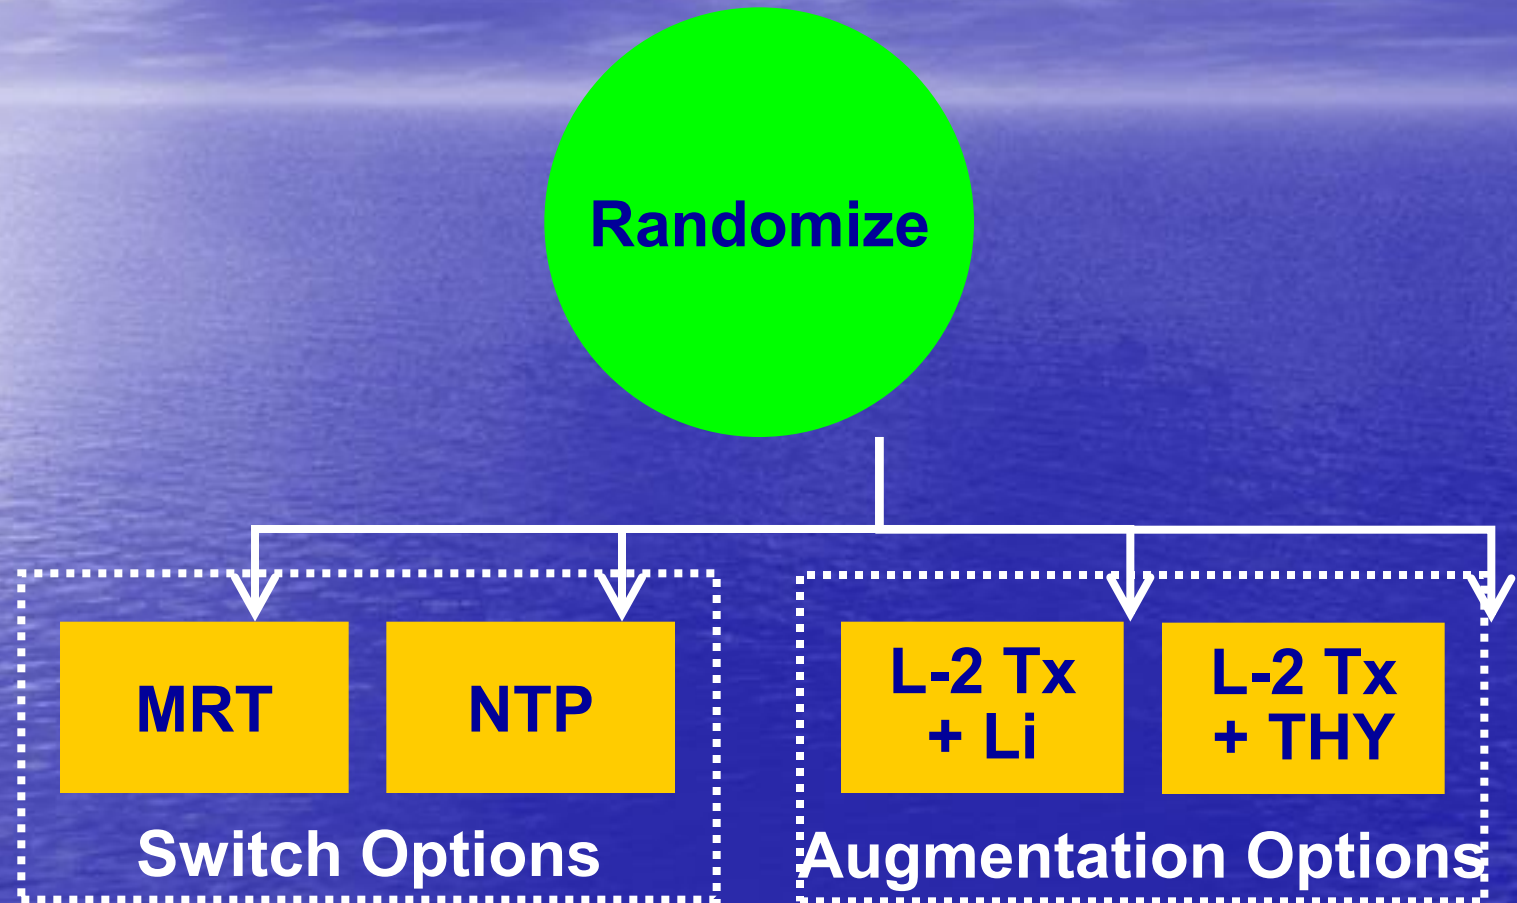 Randomize
MRT
NTP
L-2 Tx
+ Li
L-2 Tx
+ THY
Switch Options
Augmentation Options